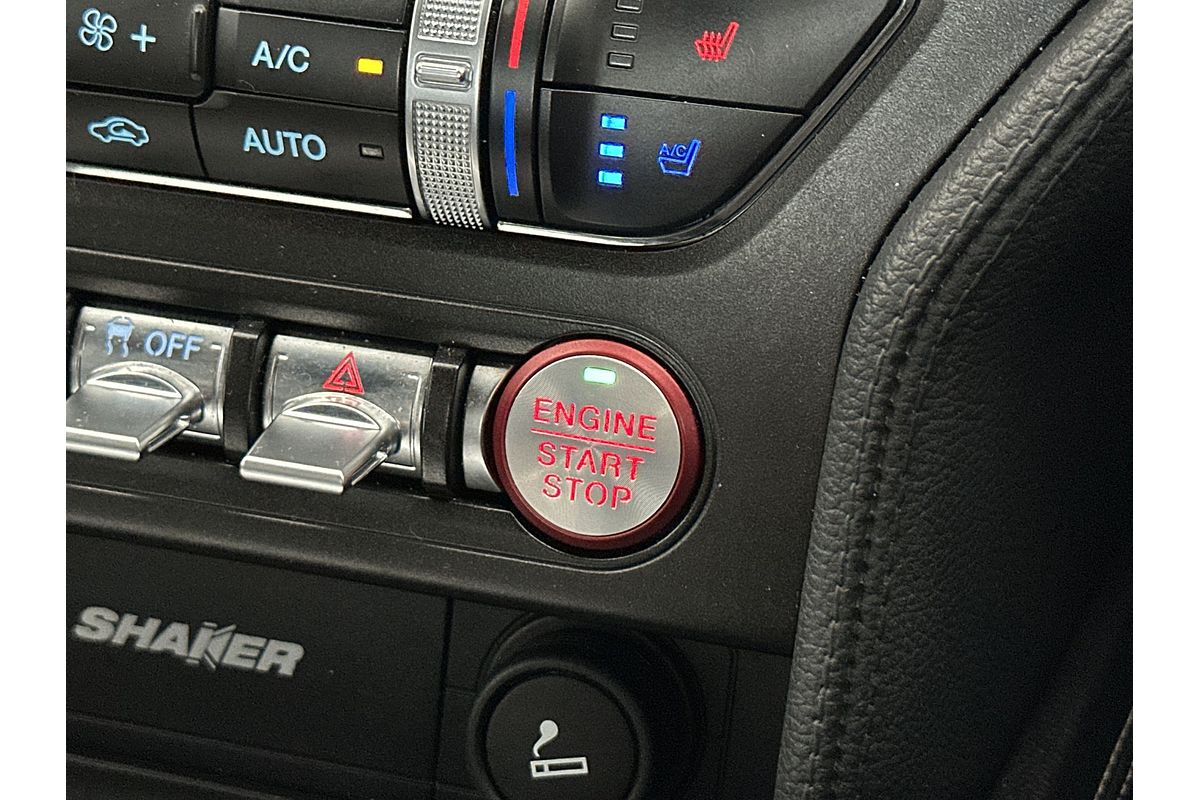 +
A/C
AUTO
A/C
OFF
ENGINE
START
STOP
SHAKER